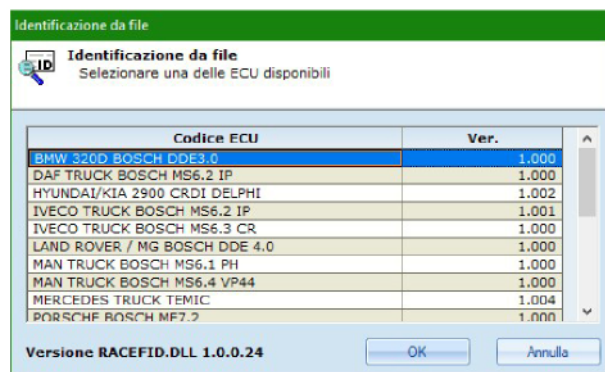 Identificazione da file
ID
Identificazione da file
Selezionare una delle ECU disponibili
Codice ECU Ver.
BMW 320D BOSCH DDE3.0 1.000
DAF TRUCK BOSCH MS6.2 IP 1.000
HYUNDAI/KIA 2900 CRDI DELPHI 1.002
IVECO TRUCK BOSCH MS6.2 IP 1.001
IVECO TRUCK BOSCH MS6.3 CR 1.000
LAND ROVER / MG BOSCH DDE 4.0 1.000
MAN TRUCK BOSCH MS6.1 PH 1.000
MAN TRUCK BOSCH MS6.4 VP44 1.000
MERCEDES TRUCK TEMIC 1.004
PORSCHE BOSCH ME7.2 1.000
Versione RACEFID.DLL 1.0.0.24 OK Annulla